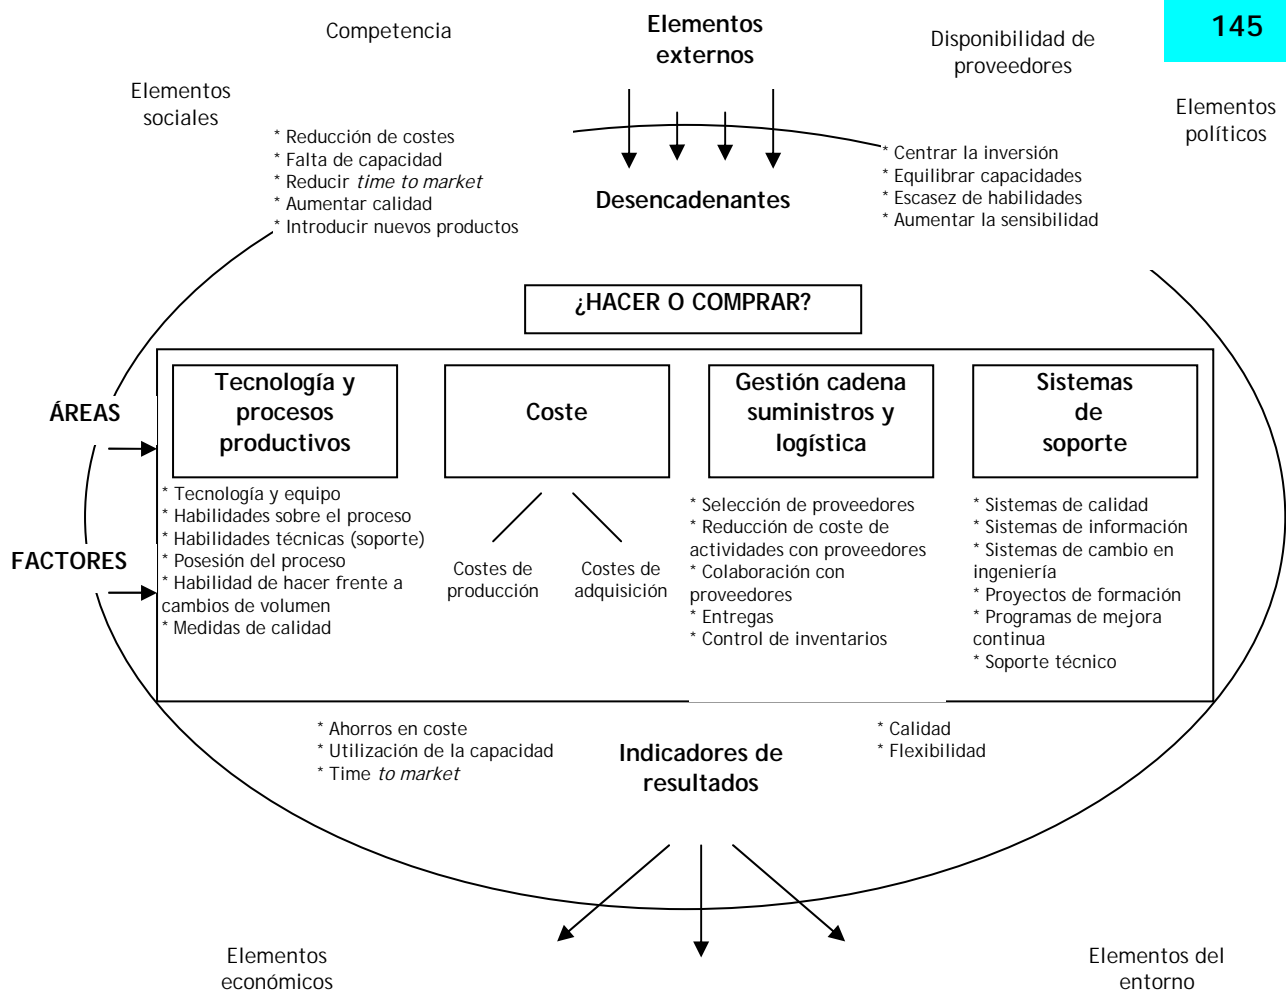 145
Competencia
Elementos
externos
Disponibilidad de
proveedores
Elementos
sociales
Elementos
políticos
* Reducción de costes
* Falta de capacidad
* Reducir time to market
* Aumentar calidad
* Introducir nuevos productos
Desencadenantes
* Centrar la inversión
* Equilibrar capacidades
* Escasez de habilidades
* Aumentar la sensibilidad
¿HACER O COMPRAR?
ÁREAS
Tecnología y
procesos
productivos
Coste
Gestión cadena
suministros y
logística
Sistemas
de
soporte
FACTORES
* Tecnología y equipo
* Habilidades sobre el proceso
* Habilidades técnicas (soporte)
* Posesión del proceso
* Habilidad de hacer frente a
cambios de volumen
* Medidas de calidad
Costes de
producción
Costes de
adquisición
* Selección de proveedores
* Reducción de coste de
actividades con proveedores
* Colaboración con
proveedores
* Entregas
* Control de inventarios
* Sistemas de calidad
* Sistemas de información
* Sistemas de cambio en
ingeniería
* Proyectos de formación
* Programas de mejora
continua
* Soporte técnico
* Ahorros en coste
* Utilización de la capacidad
* Time to market
Indicadores de
resultados
* Calidad
* Flexibilidad
Elementos
económicos
Elementos del
entorno